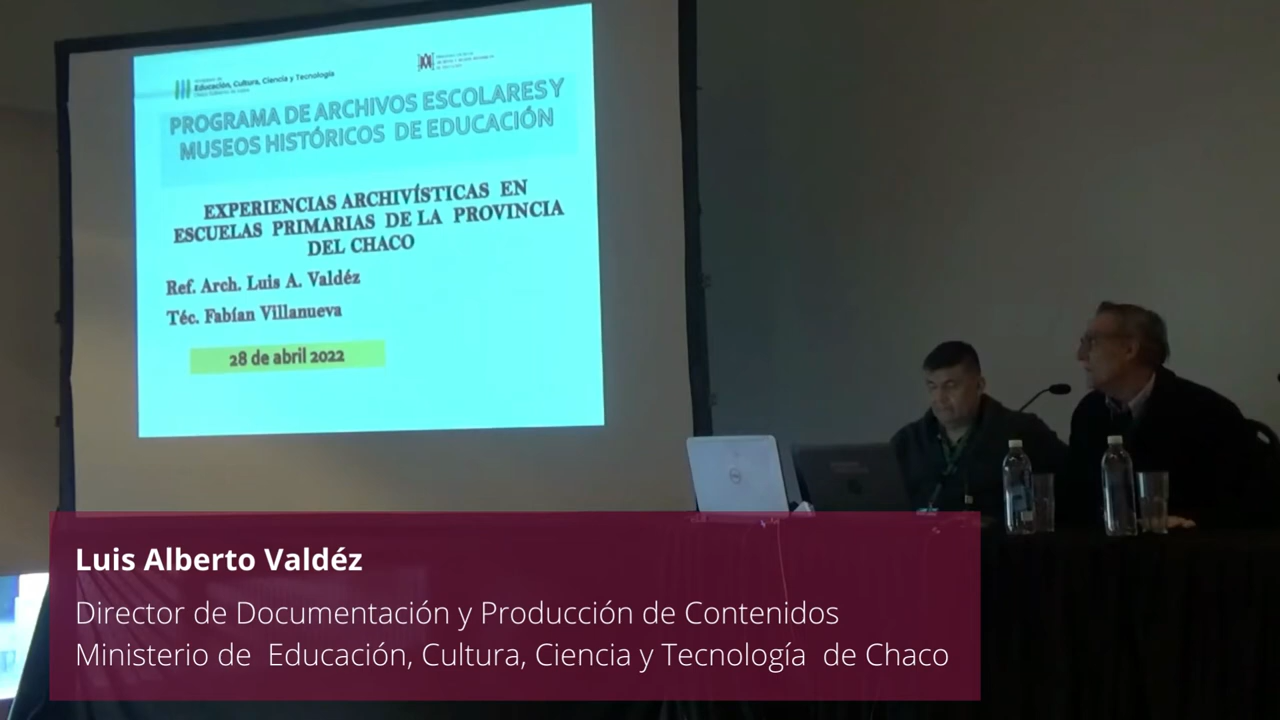 Educación, Cultura, Ciencia y Tecnología
PROGRAMA DE ARCHIVOS ESCOLARES Y
MUSEOS HISTÓRICOS DE EDUCACIÓN
EXPERIENCIAS ARCHIVÍSTICAS EN
ESCUELAS PRIMARIAS DE LA PROVINCIA
DEL CHACO
Ref. Arch. Luis A. Valdéz
Téc. Fabían Villanueva
28 de abril 2022
Luis Alberto Valdéz
Director de Documentación y Producción de Contenidos
Ministerio de Educación, Cultura, Ciencia y Tecnología de Chaco